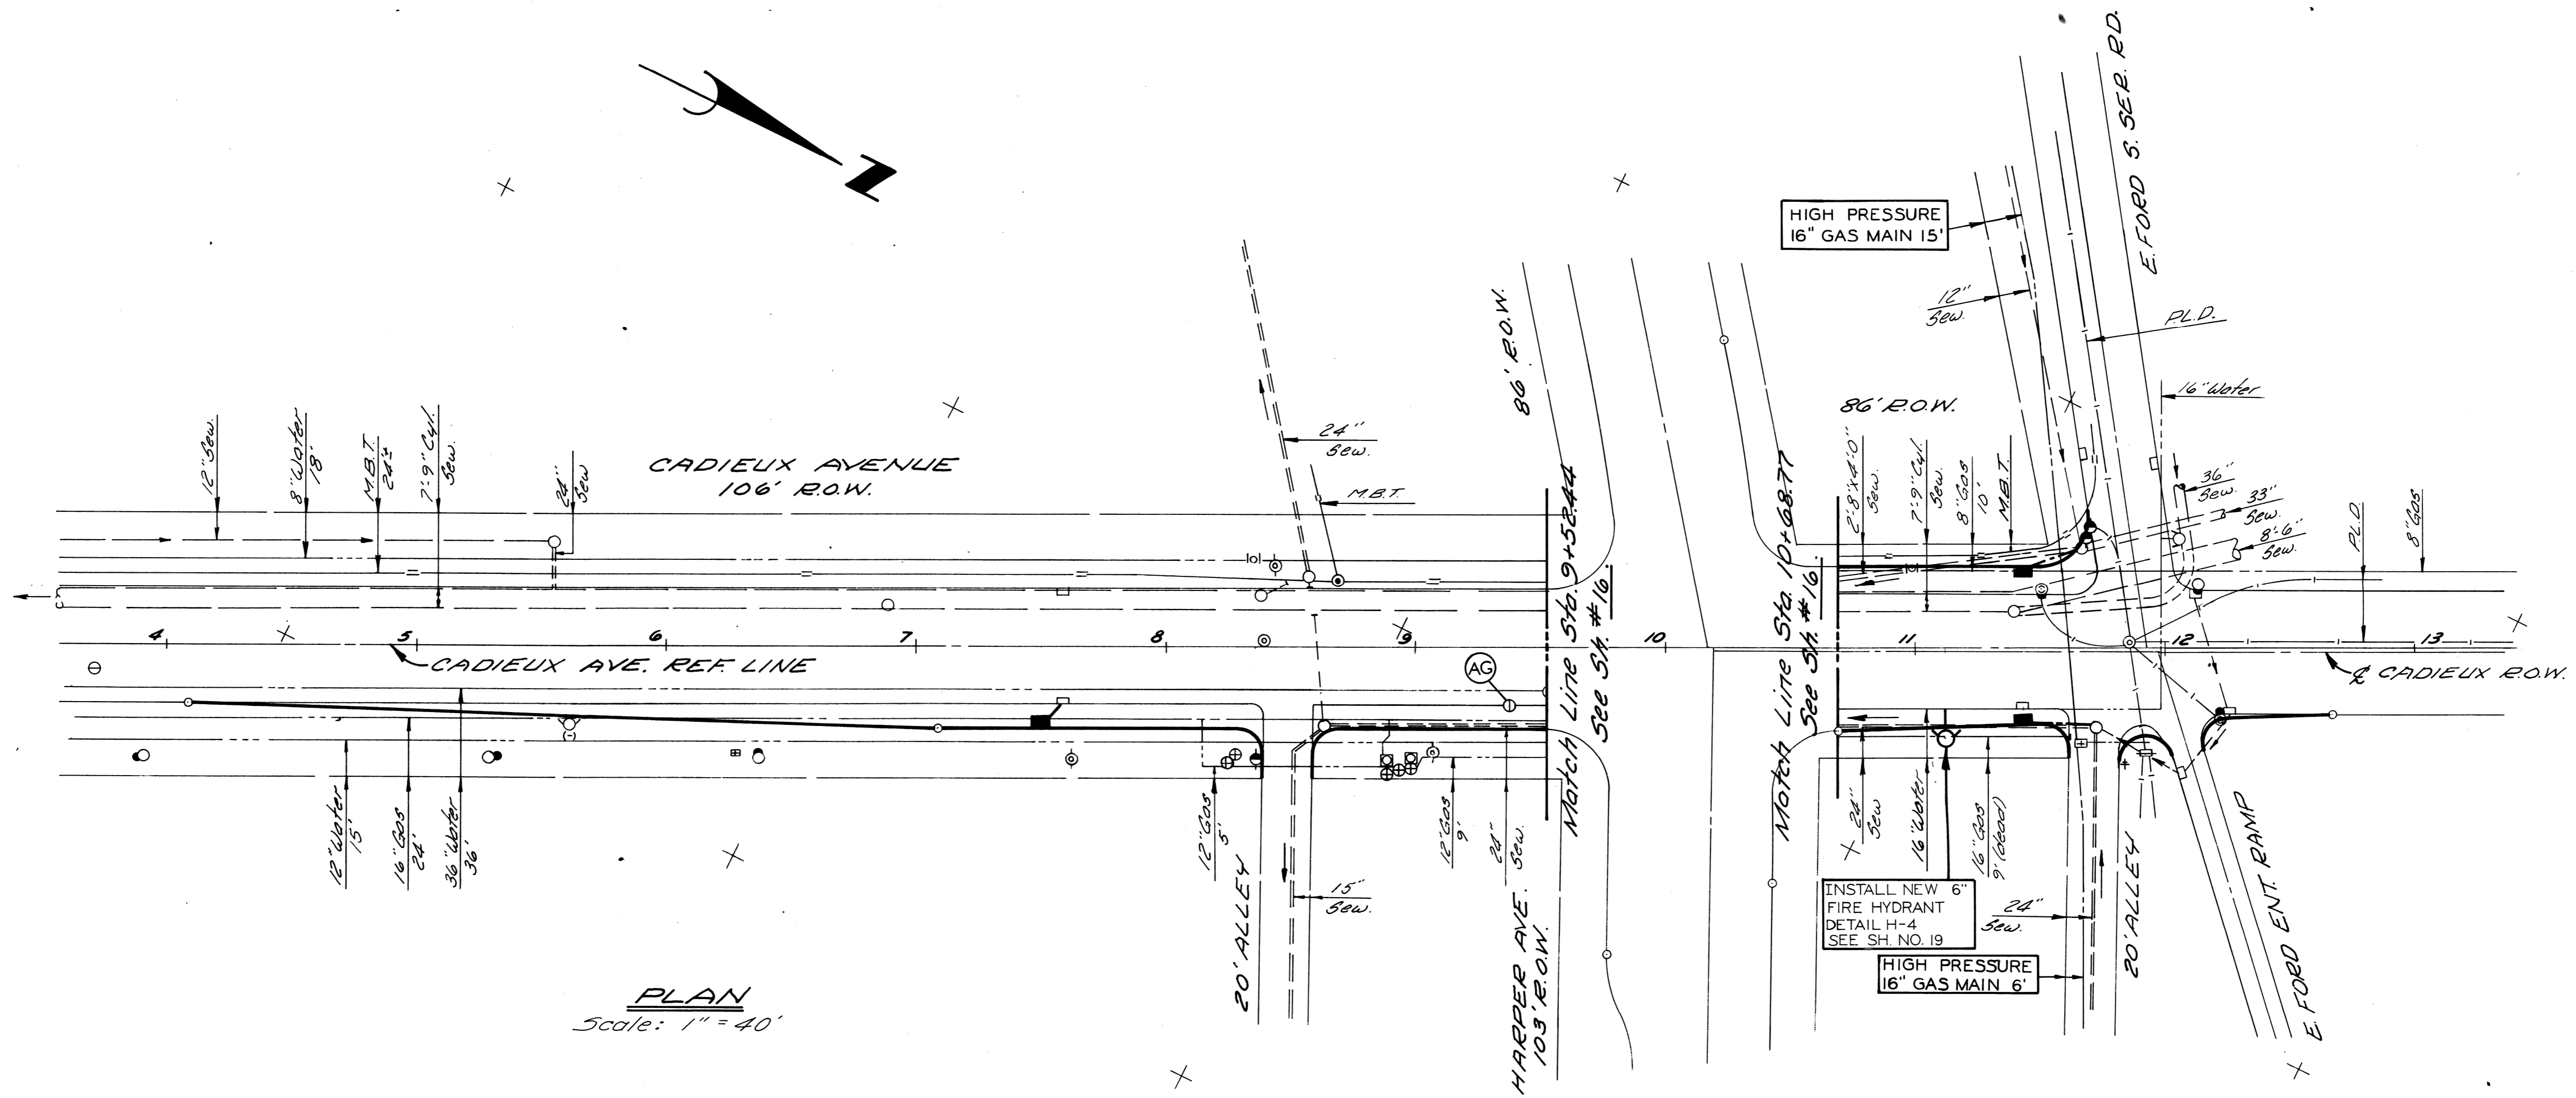 E. FORD S. SER. RD.
HIGH PRESSURE
16" GAS MAIN 15'
12"
Sew.
P.L.D.
16" Water
86' R.O.W.
86' R.O.W.
12" Sew.
8" Water
18'
M.B.T.
24'±
7'-9" Cyl.
Sew.
24"
Sew
CADIEUX AVENUE
106' R.O.W.
24"
Sew.
M.B.T.
Match Line Sta. 9+52.44
See Sh. #16.
Match Line Sta. 10+68.77
See Sh. #16.
2'-8"x4'-0"
Sew.
7'-9" Cyl.
Sew.
8" Gas
10'
M.B.T.
36"
Sew.
33"
Sew.
8'-6"
Sew.
P.L.D.
8" Gas
4 5 6 7 8 9 10 11 12 13
CADIEUX AVE. REF. LINE
AG
℄ CADIEUX R.O.W.
12" Water
15'
16" Gas
24'
36" Water
36'
12" Gas
5'
20' ALLEY
15"
Sew.
12" Gas
9'
24"
Sew.
HARPER AVE.
103' R.O.W.
24"
Sew
16" Water
16" Gas
9' (dead)
INSTALL NEW 6"
FIRE HYDRANT
DETAIL H-4
SEE SH. NO. 19
24"
Sew.
HIGH PRESSURE
16" GAS MAIN 6'
20' ALLEY
E. FORD ENT. RAMP
PLAN
Scale: 1" = 40'
N